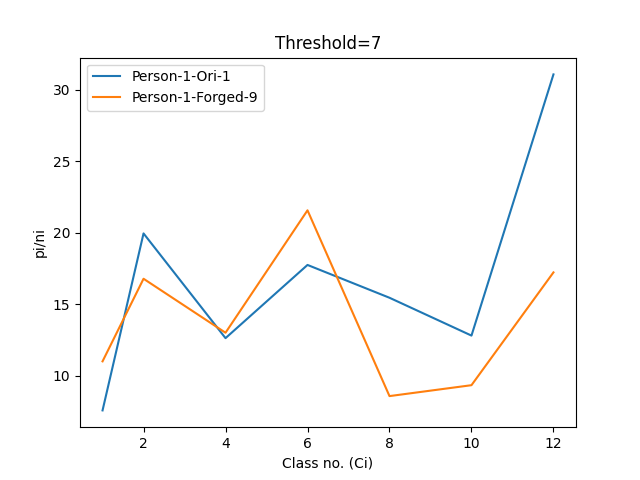 Threshold=7
Person-1-Ori-1
Person-1-Forged-9
30
25
20
15
10
pi/ni
2 4 6 8 10 12
Class no. (Ci)